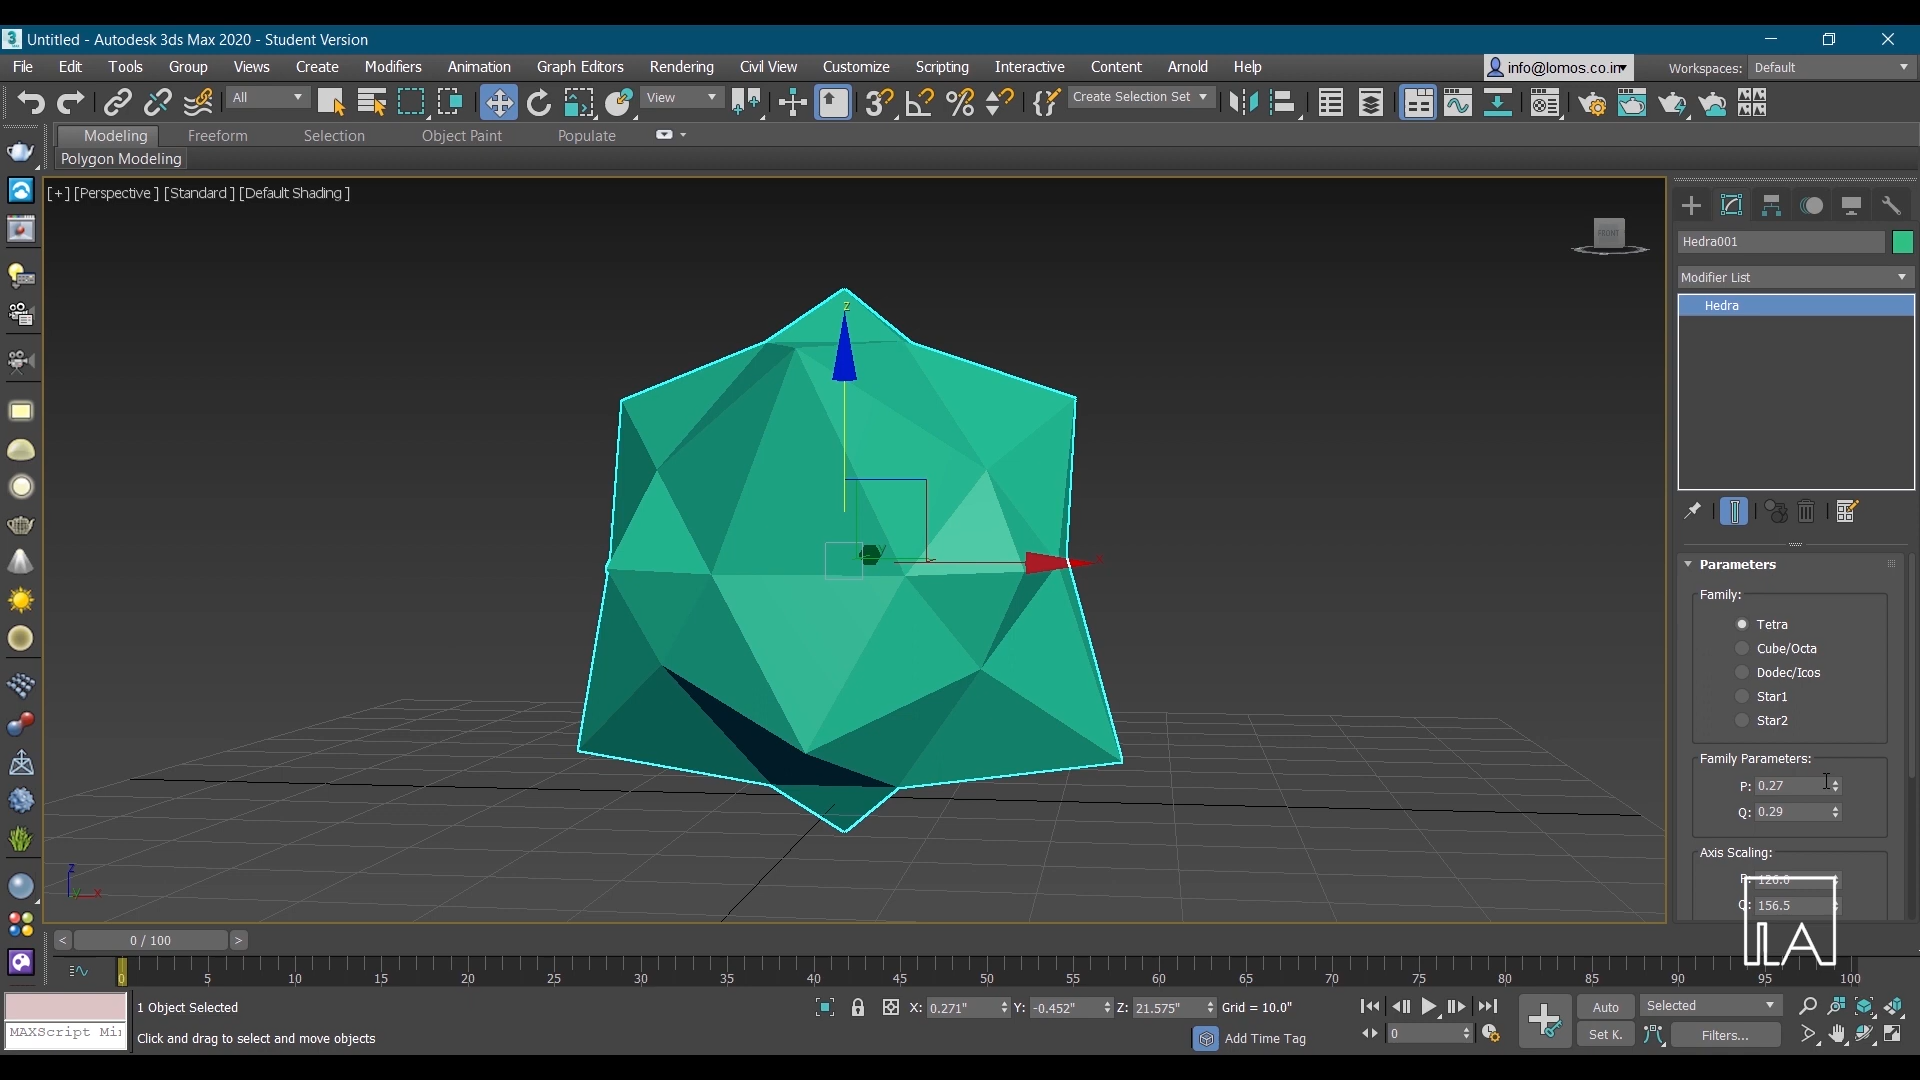 Untitled - Autodesk 3ds Max 2020 - Student Version
File Edit Tools Group Views Create Modifiers Animation Graph Editors Rendering Civil View Customize Scripting Interactive Content Arnold Help info@lomos.co.in Workspaces: Default
All View Create Selection Set
Modeling Freeform Selection Object Paint Populate
Polygon Modeling
[+] [Perspective ] [Standard ] [Default Shading ]
FRONT
Hedra001
Modifier List
Hedra
Parameters
Family:
Tetra
Cube/Octa
Dodec/Icos
Star1
Star2
Family Parameters:
P: 0.27
Q: 0.29
Axis Scaling:
P: 126.0
Q: 156.5
z
y
x
z
y
x
LA
< 0 / 100 >
0 5 10 15 20 25 30 35 40 45 50 55 60 65 70 75 80 85 90 95 100
1 Object Selected X: 0.271" Y: -0.452" Z: 21.575" Grid = 10.0" Auto Selected
MAXScript Mi Click and drag to select and move objects Add Time Tag 0 Set K. Filters...